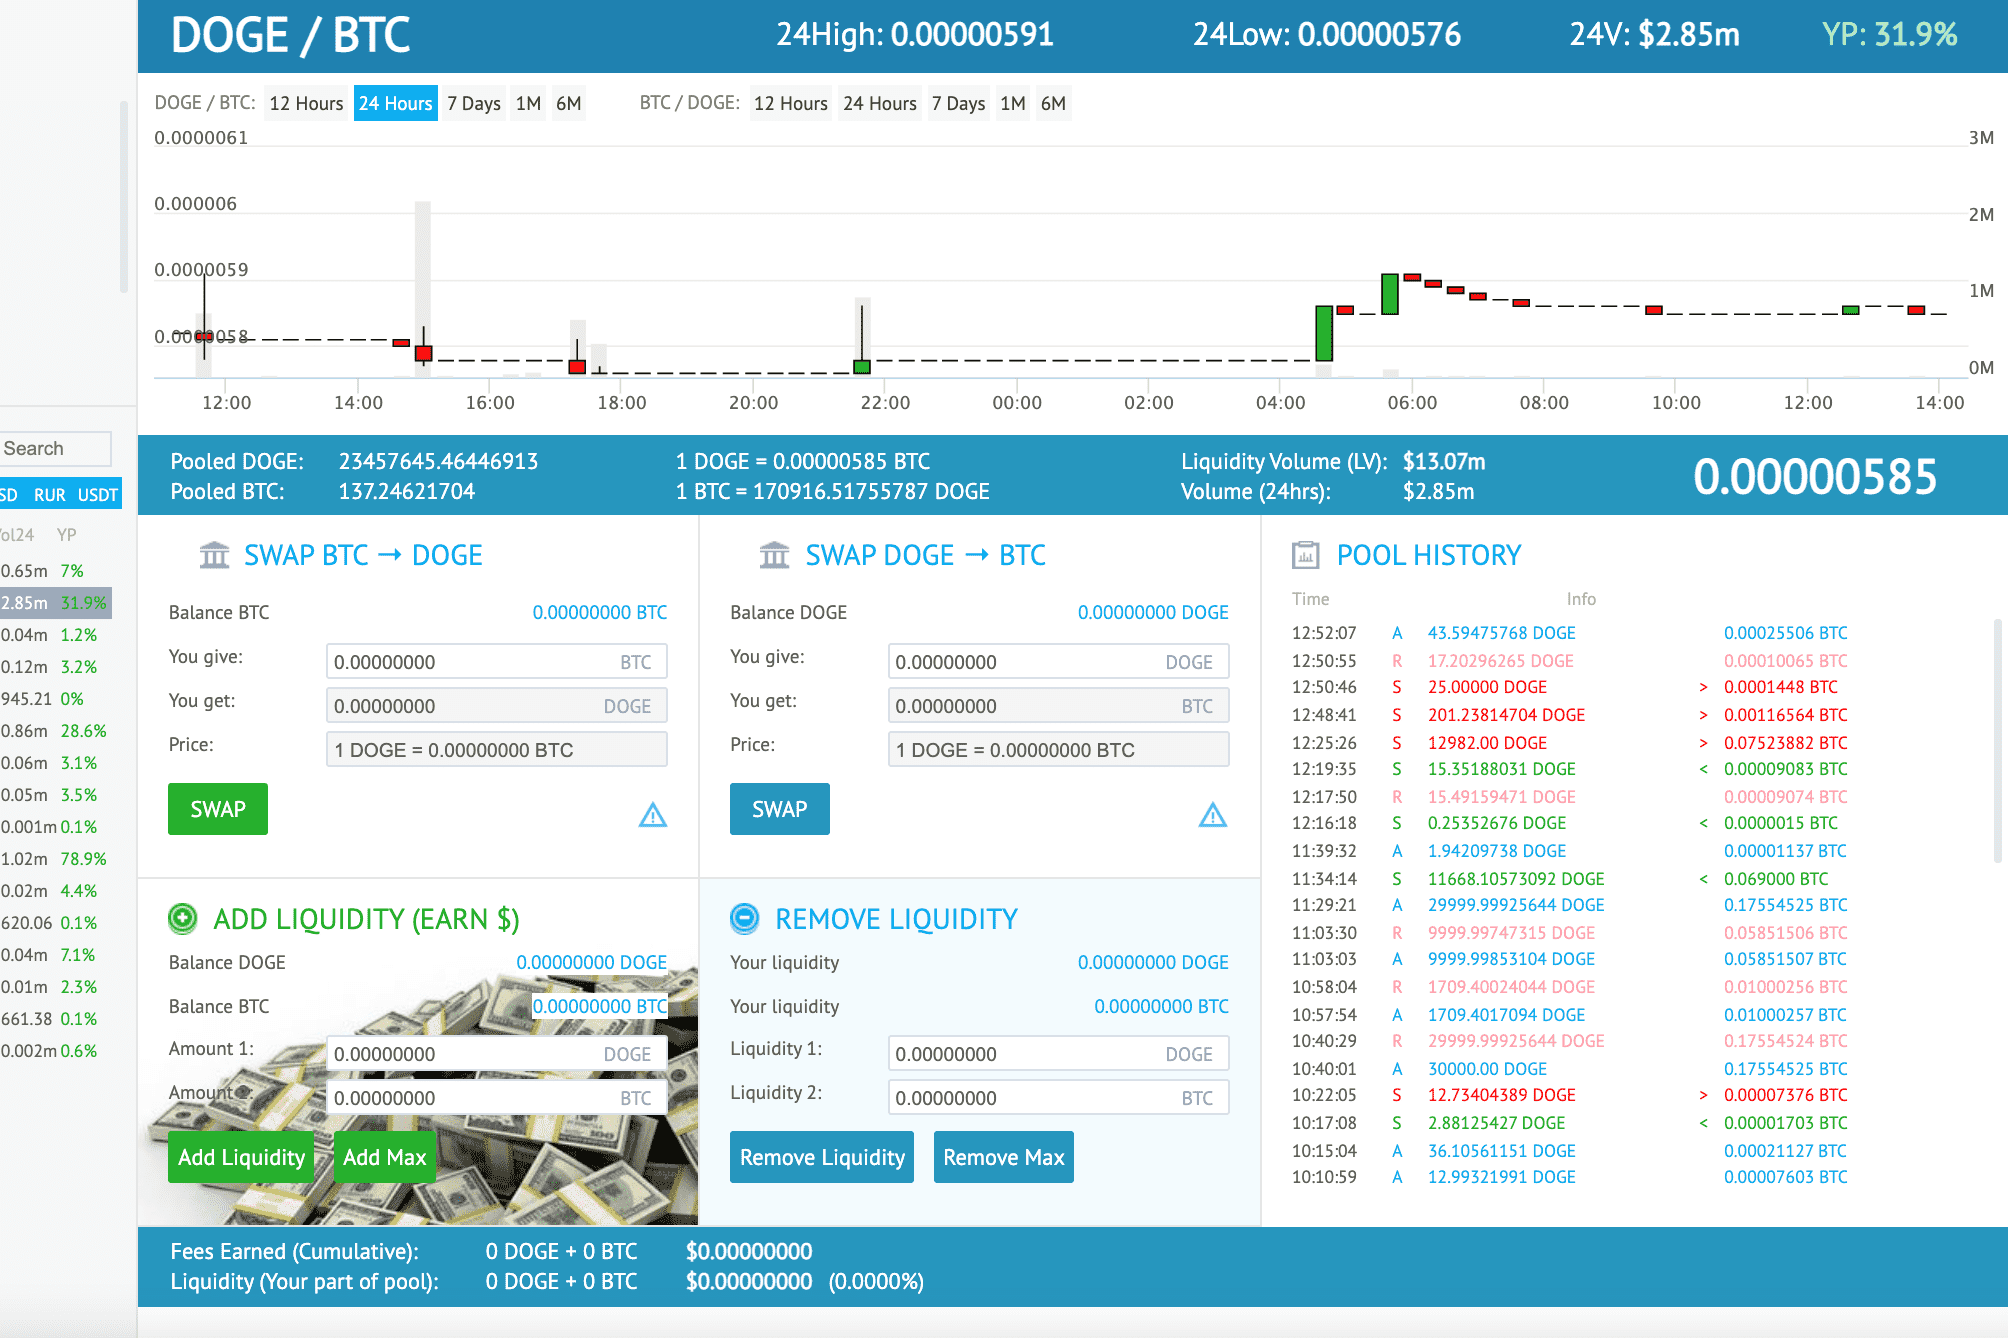 DOGE / BTC
24High: 0.00000591
24Low: 0.00000576
24V: $2.85m
YP: 31.9%
DOGE / BTC: 12 Hours 24 Hours 7 Days 1M 6M
BTC / DOGE: 12 Hours 24 Hours 7 Days 1M 6M
0.0000061 3M
0.000006 2M
0.0000059 1M
0.0000058 0M
12:00 14:00 16:00 18:00 20:00 22:00 00:00 02:00 04:00 06:00 08:00 10:00 12:00 14:00
Search
SD RUR USDT
ol24 YP
0.65m 7%
2.85m 31.9%
0.04m 1.2%
0.12m 3.2%
945.21 0%
0.86m 28.6%
0.06m 3.1%
0.05m 3.5%
0.001m 0.1%
1.02m 78.9%
0.02m 4.4%
620.06 0.1%
0.04m 7.1%
0.01m 2.3%
661.38 0.1%
0.002m 0.6%
Pooled DOGE: 23457645.46446913 1 DOGE = 0.00000585 BTC Liquidity Volume (LV): $13.07m
Pooled BTC: 137.24621704 1 BTC = 170916.51755787 DOGE Volume (24hrs): $2.85m
0.00000585
SWAP BTC → DOGE
Balance BTC 0.00000000 BTC
You give: 0.00000000 BTC
You get: 0.00000000 DOGE
Price: 1 DOGE = 0.00000000 BTC
SWAP
SWAP DOGE → BTC
Balance DOGE 0.00000000 DOGE
You give: 0.00000000 DOGE
You get: 0.00000000 BTC
Price: 1 DOGE = 0.00000000 BTC
SWAP
ADD LIQUIDITY (EARN $)
Balance DOGE 0.00000000 DOGE
Balance BTC 0.00000000 BTC
Amount 1: 0.00000000 DOGE
Amount 2: 0.00000000 BTC
Add Liquidity Add Max
REMOVE LIQUIDITY
Your liquidity 0.00000000 DOGE
Your liquidity 0.00000000 BTC
Liquidity 1: 0.00000000 DOGE
Liquidity 2: 0.00000000 BTC
Remove Liquidity Remove Max
POOL HISTORY
Time Info
12:52:07 A 43.59475768 DOGE 0.00025506 BTC
12:50:55 R 17.20296265 DOGE 0.00010065 BTC
12:50:46 S 25.00000 DOGE > 0.0001448 BTC
12:48:41 S 201.23814704 DOGE > 0.00116564 BTC
12:25:26 S 12982.00 DOGE > 0.07523882 BTC
12:19:35 S 15.35188031 DOGE < 0.00009083 BTC
12:17:50 R 15.49159471 DOGE 0.00009074 BTC
12:16:18 S 0.25352676 DOGE < 0.0000015 BTC
11:39:32 A 1.94209738 DOGE 0.00001137 BTC
11:34:14 S 11668.10573092 DOGE < 0.069000 BTC
11:29:21 A 29999.99925644 DOGE 0.17554525 BTC
11:03:30 R 9999.99747315 DOGE 0.05851506 BTC
11:03:03 A 9999.99853104 DOGE 0.05851507 BTC
10:58:04 R 1709.40024044 DOGE 0.01000256 BTC
10:57:54 A 1709.4017094 DOGE 0.01000257 BTC
10:40:29 R 29999.99925644 DOGE 0.17554524 BTC
10:40:01 A 30000.00 DOGE 0.17554525 BTC
10:22:05 S 12.73404389 DOGE > 0.00007376 BTC
10:17:08 S 2.88125427 DOGE < 0.00001703 BTC
10:15:04 A 36.10561151 DOGE 0.00021127 BTC
10:10:59 A 12.99321991 DOGE 0.00007603 BTC
Fees Earned (Cumulative): 0 DOGE + 0 BTC $0.00000000
Liquidity (Your part of pool): 0 DOGE + 0 BTC $0.00000000 (0.0000%)